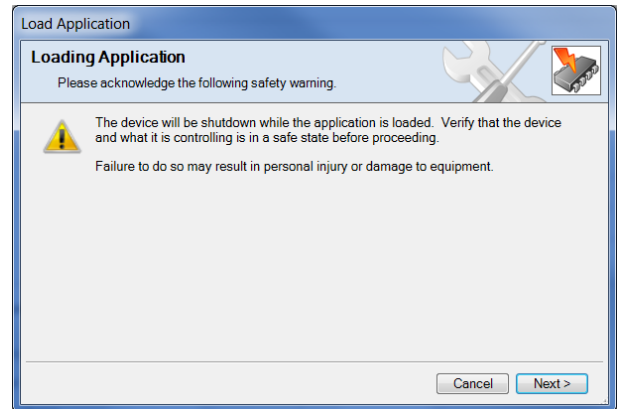 Load Application
Loading Application
Please acknowledge the following safety warning.
The device will be shutdown while the application is loaded. Verify that the device
and what it is controlling is in a safe state before proceeding.
Failure to do so may result in personal injury or damage to equipment.
Cancel
Next >